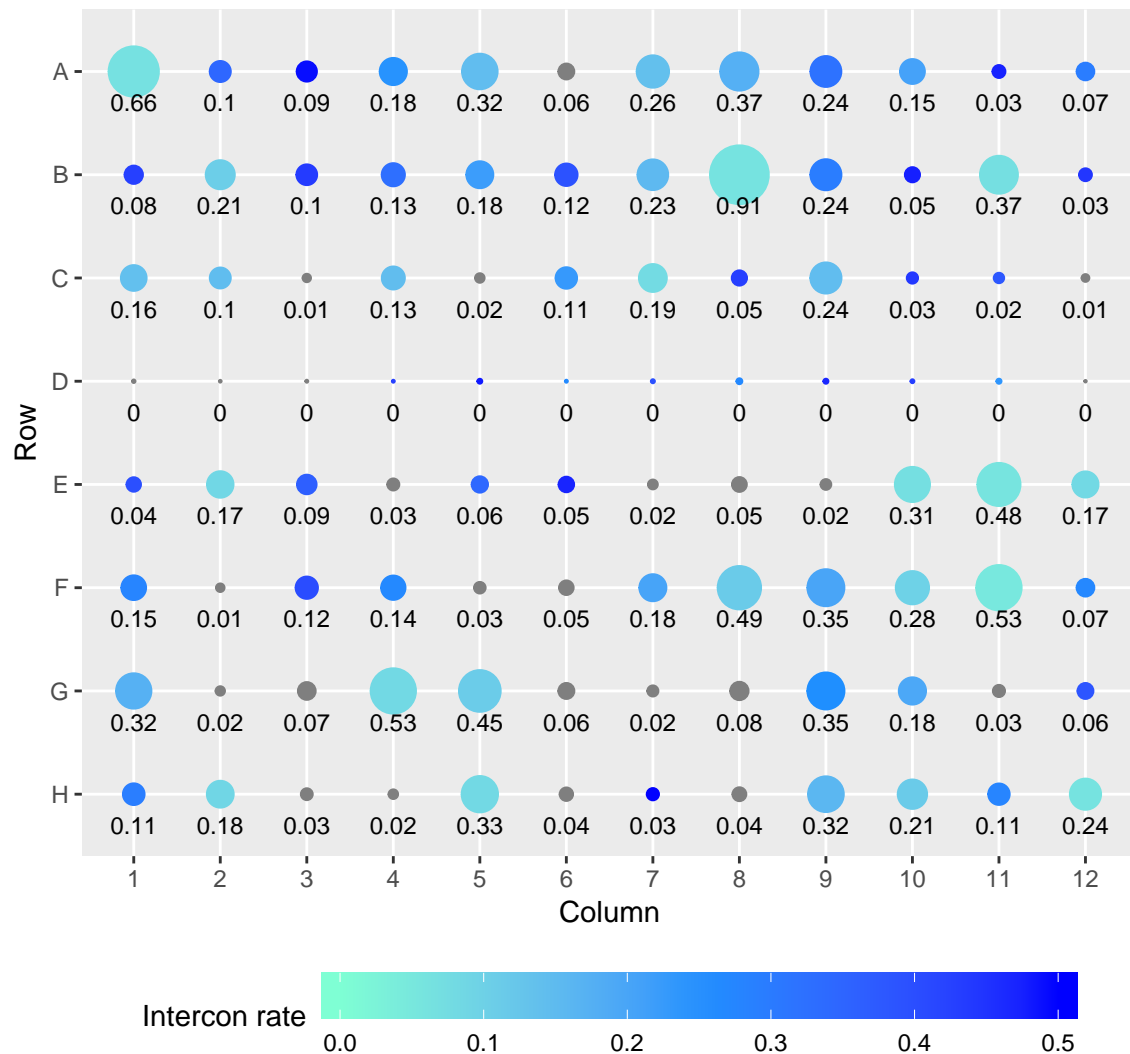 A
0.66 0.1 0.09 0.18 0.32 0.06 0.26 0.37 0.24 0.15 0.03 0.07
B
0.08 0.21 0.1 0.13 0.18 0.12 0.23 0.91 0.24 0.05 0.37 0.03
C
0.16 0.1 0.01 0.13 0.02 0.11 0.19 0.05 0.24 0.03 0.02 0.01
D
0 0 0 0 0 0 0 0 0 0 0 0
Row
E
0.04 0.17 0.09 0.03 0.06 0.05 0.02 0.05 0.02 0.31 0.48 0.17
F
0.15 0.01 0.12 0.14 0.03 0.05 0.18 0.49 0.35 0.28 0.53 0.07
G
0.32 0.02 0.07 0.53 0.45 0.06 0.02 0.08 0.35 0.18 0.03 0.06
H
0.11 0.18 0.03 0.02 0.33 0.04 0.03 0.04 0.32 0.21 0.11 0.24
1 2 3 4 5 6 7 8 9 10 11 12
Column
Intercon rate
0.0 0.1 0.2 0.3 0.4 0.5